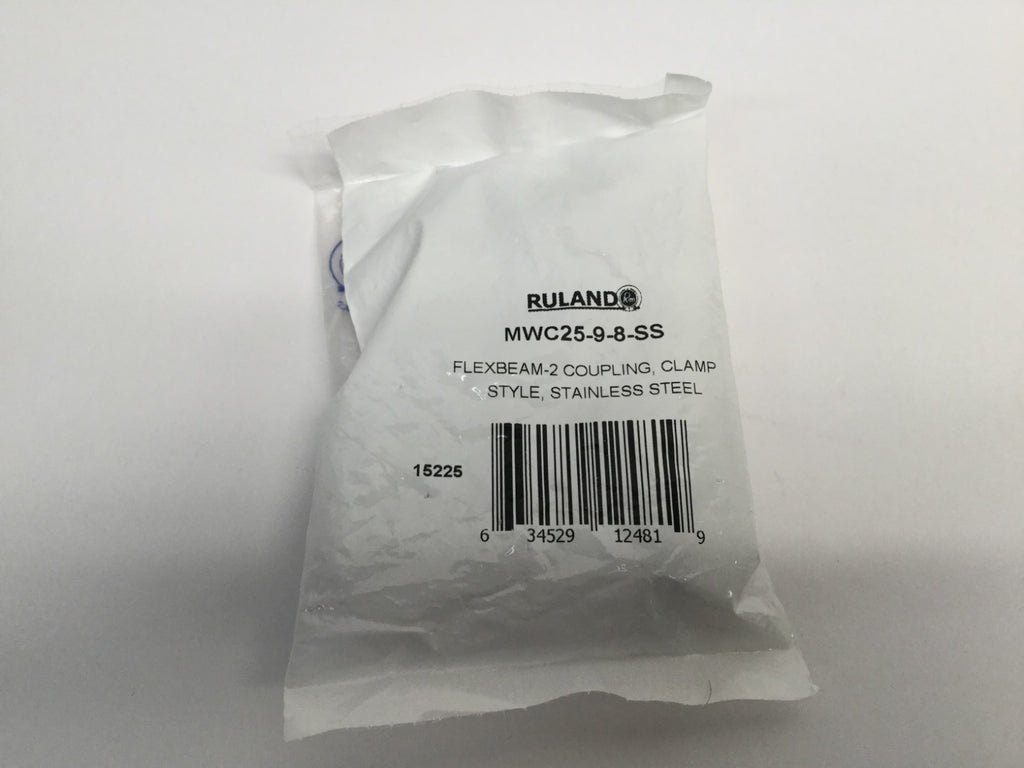 RULAND
MWC25-9-8-SS
FLEXBEAM-2 COUPLING, CLAMP
STYLE, STAINLESS STEEL
15225
6 34529 12481 9